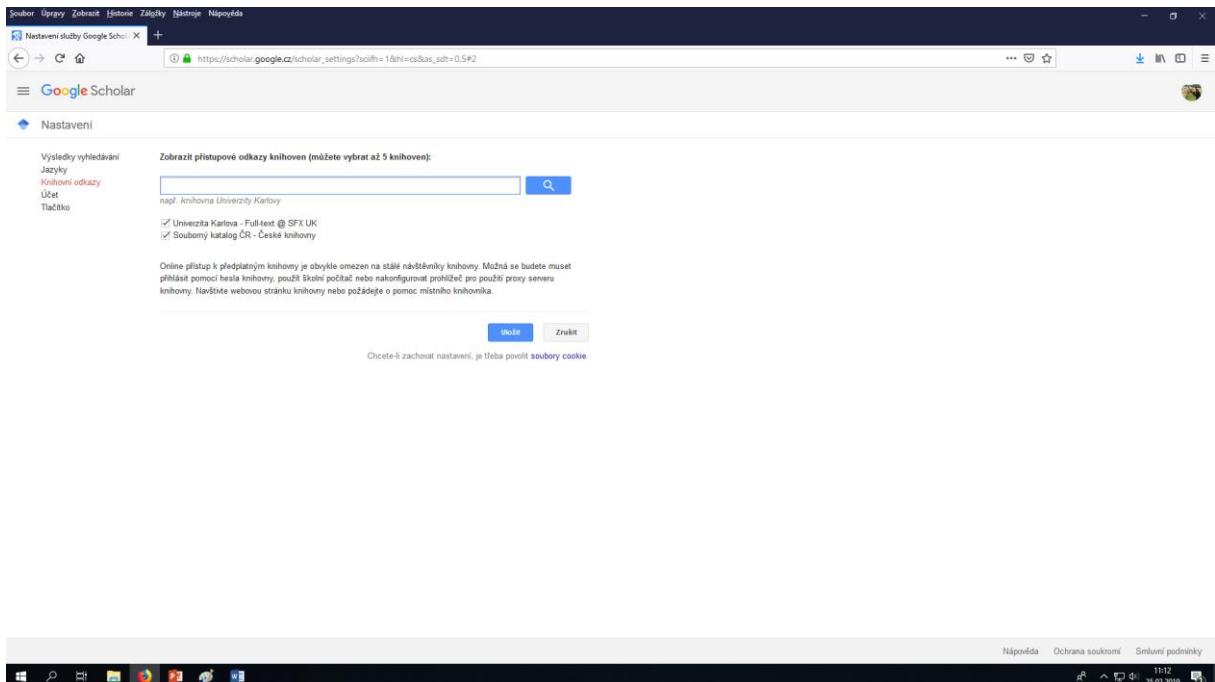 Soubor Úpravy Zobrazit Historie Záložky Nástroje Nápověda
Nastavení služby Google Schol
https://scholar.google.cz/scholar_settings?sciifh=1&hl=cs&as_sdt=0,5#2
Google Scholar
Nastavení
Výsledky vyhledávání
Jazyky
Knihovní odkazy
Účet
Tlačítko
Zobrazit přístupové odkazy knihoven (můžete vybrat až 5 knihoven):
např. knihovna Univerzity Karlovy
Univerzita Karlova - Full-text @ SFX UK
Souborný katalog ČR - České knihovny
Online přístup k předplatným knihovny je obvykle omezen na stálé návštěvníky knihovny. Možná se budete muset
přihlásit pomocí hesla knihovny, použít školní počítač nebo nakonfigurovat prohlížeč pro použití proxy serveru
knihovny. Navštivte webovou stránku knihovny nebo požádejte o pomoc místního knihovníka.
Uložit Zrušit
Chcete-li zachovat nastavení, je třeba povolit soubory cookie.
Nápověda Ochrana soukromí Smluvní podmínky
11:12
25.02.2019